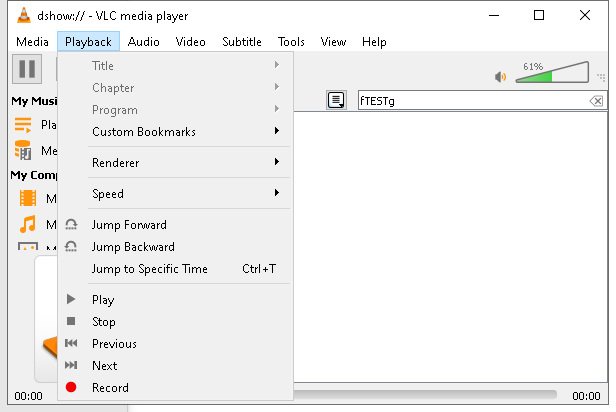 dshow:// - VLC media player
Media Playback Audio Video Subtitle Tools View Help
61%
Title
Chapter
Program
Custom Bookmarks
Renderer
Speed
Jump Forward
Jump Backward
Jump to Specific Time Ctrl+T
Play
Stop
Previous
Next
Record
My Musi
Pla
Me
My Comp
M
M
fTESTg
00:00
00:00